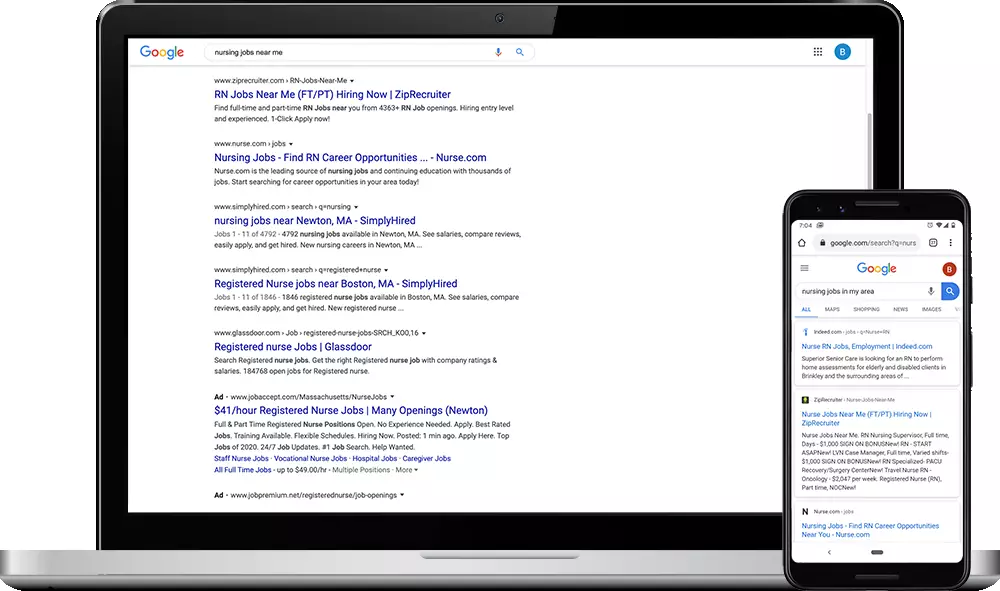 Google
nursing jobs near me
B
www.ziprecruiter.com › RN-Jobs-Near-Me
RN Jobs Near Me (FT/PT) Hiring Now | ZipRecruiter
Find full-time and part-time RN Jobs near you from 4363+ RN Job openings. Hiring entry level
and experienced. 1-Click Apply now!
www.nurse.com › jobs
Nursing Jobs - Find RN Career Opportunities ... - Nurse.com
Nurse.com is the leading source of nursing jobs and continuing education with thousands of
jobs. Start searching for career opportunities in your area today!
www.simplyhired.com › search › q=nursing
nursing jobs near Newton, MA - SimplyHired
Jobs 1 - 11 of 4792 - 4792 nursing jobs available in Newton, MA. See salaries, compare reviews,
easily apply, and get hired. New nursing careers in Newton, MA ...
www.simplyhired.com › search › q=registered+nurse
Registered Nurse jobs near Boston, MA - SimplyHired
Jobs 1 - 11 of 1846 - 1846 registered nurse jobs available in Boston, MA. See salaries, compare
reviews, easily apply, and get hired. New registered nurse ...
www.glassdoor.com › Job › registered-nurse-jobs-SRCH_KO0,16
Registered nurse Jobs | Glassdoor
Search Registered nurse jobs. Get the right Registered nurse job with company ratings &
salaries. 184768 open jobs for Registered nurse.
Ad · www.jobaccept.com/Massachusetts/NurseJobs
$41/hour Registered Nurse Jobs | Many Openings (Newton)
Full & Part Time Registered Nurse Positions Open. No Experience Needed. Apply. Best Rated
Jobs. Training Available. Flexible Schedules. Hiring Now. Posted: 1 min ago. Apply Here. Top
Jobs of 2020. 24/7 Job Updates. #1 Job Search. Help Wanted.
Staff Nurse Jobs · Vocational Nurse Jobs · Hospital Jobs · Caregiver Jobs
All Full Time Jobs - up to $49.00/hr - Multiple Positions · More
Ad · www.jobpremium.net/registerednurse/job-openings
7:04
google.com/search?q=nurs
Google
B
nursing jobs in my area
ALL MAPS SHOPPING NEWS IMAGES V
Indeed.com › jobs › q=Nurse+RN
Nurse RN Jobs, Employment | Indeed.com
Superior Senior Care is looking for an RN to perform
home assessments for elderly and disabled clients in
Brinkley and the surrounding areas of ...
ZipRecruiter › Nurse-Jobs-Near-Me
Nurse Jobs Near Me (FT/PT) Hiring Now |
ZipRecruiter
Nurse Jobs Near Me. RN Nursing Supervisor, Full time,
Days - $1,000 SIGN ON BONUSNew! RN - START
ASAPNew! LVN Case Manager, Full time, Varied shifts-
$1,000 SIGN ON BONUSNew! RN Specialized- PACU
Recovery/Surgery CenterNew! Travel Nurse RN -
Oncology - $2,047 per week. Registered Nurse (RN),
Part time, NOCNew!
N Nurse.com › jobs
Nursing Jobs - Find RN Career Opportunities
Near You - Nurse.com